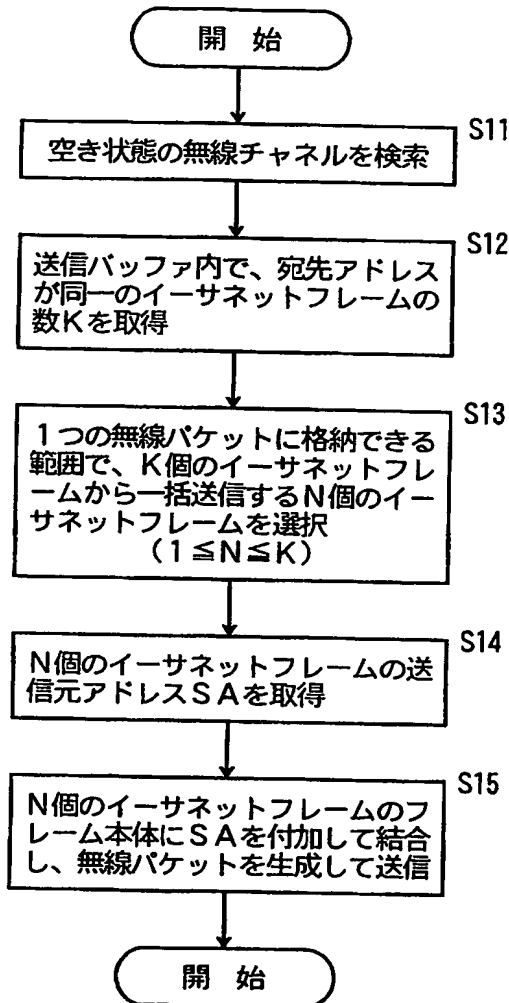 開 始
S11
空き状態の無線チャネルを検索
S12
送信バッファ内で、宛先アドレス
が同一のイーサネットフレームの
数Kを取得
S13
1つの無線パケットに格納できる
範囲で、K個のイーサネットフレ
ームから一括送信するN個のイー
サネットフレームを選択
(1≦N≦K)
S14
N個のイーサネットフレームの送
信元アドレスSAを取得
S15
N個のイーサネットフレームのフ
レーム本体にSAを付加して結合
し、無線パケットを生成して送信
開 始